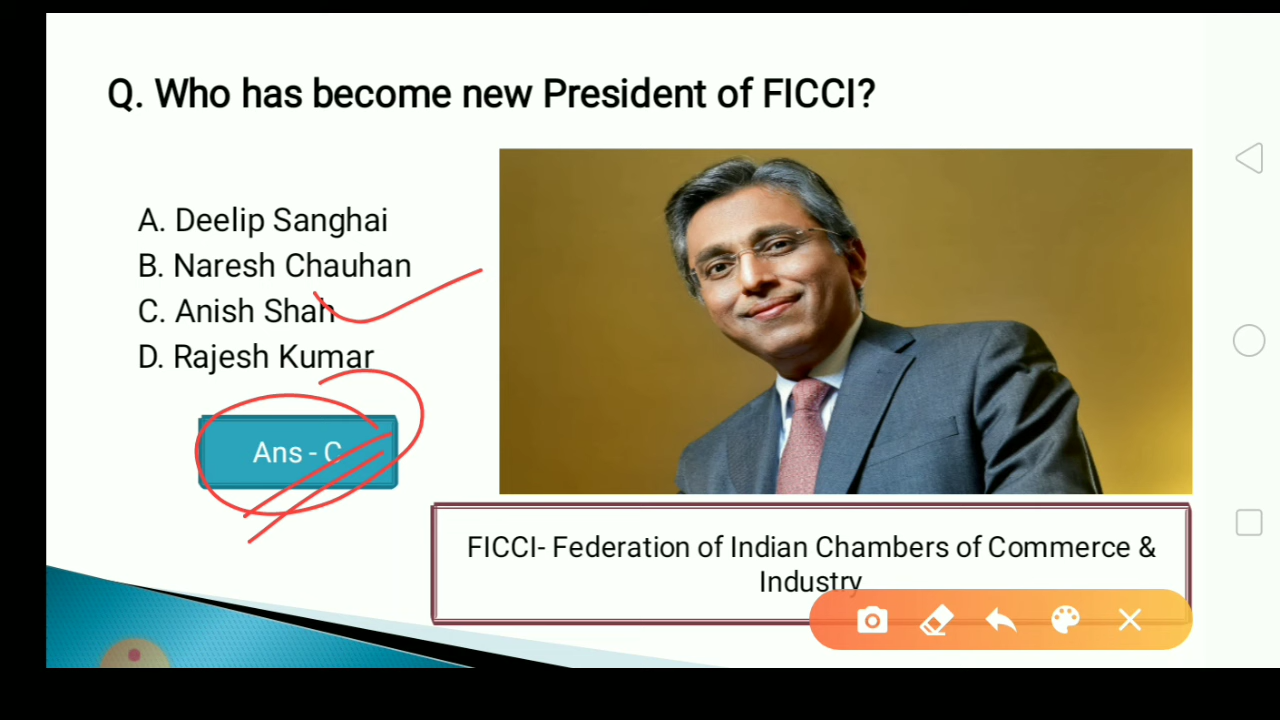 Q. Who has become new President of FICCI?
A. Deelip Sanghai
B. Naresh Chauhan
C. Anish Shah
D. Rajesh Kumar
Ans - C
FICCI- Federation of Indian Chambers of Commerce &
Industry